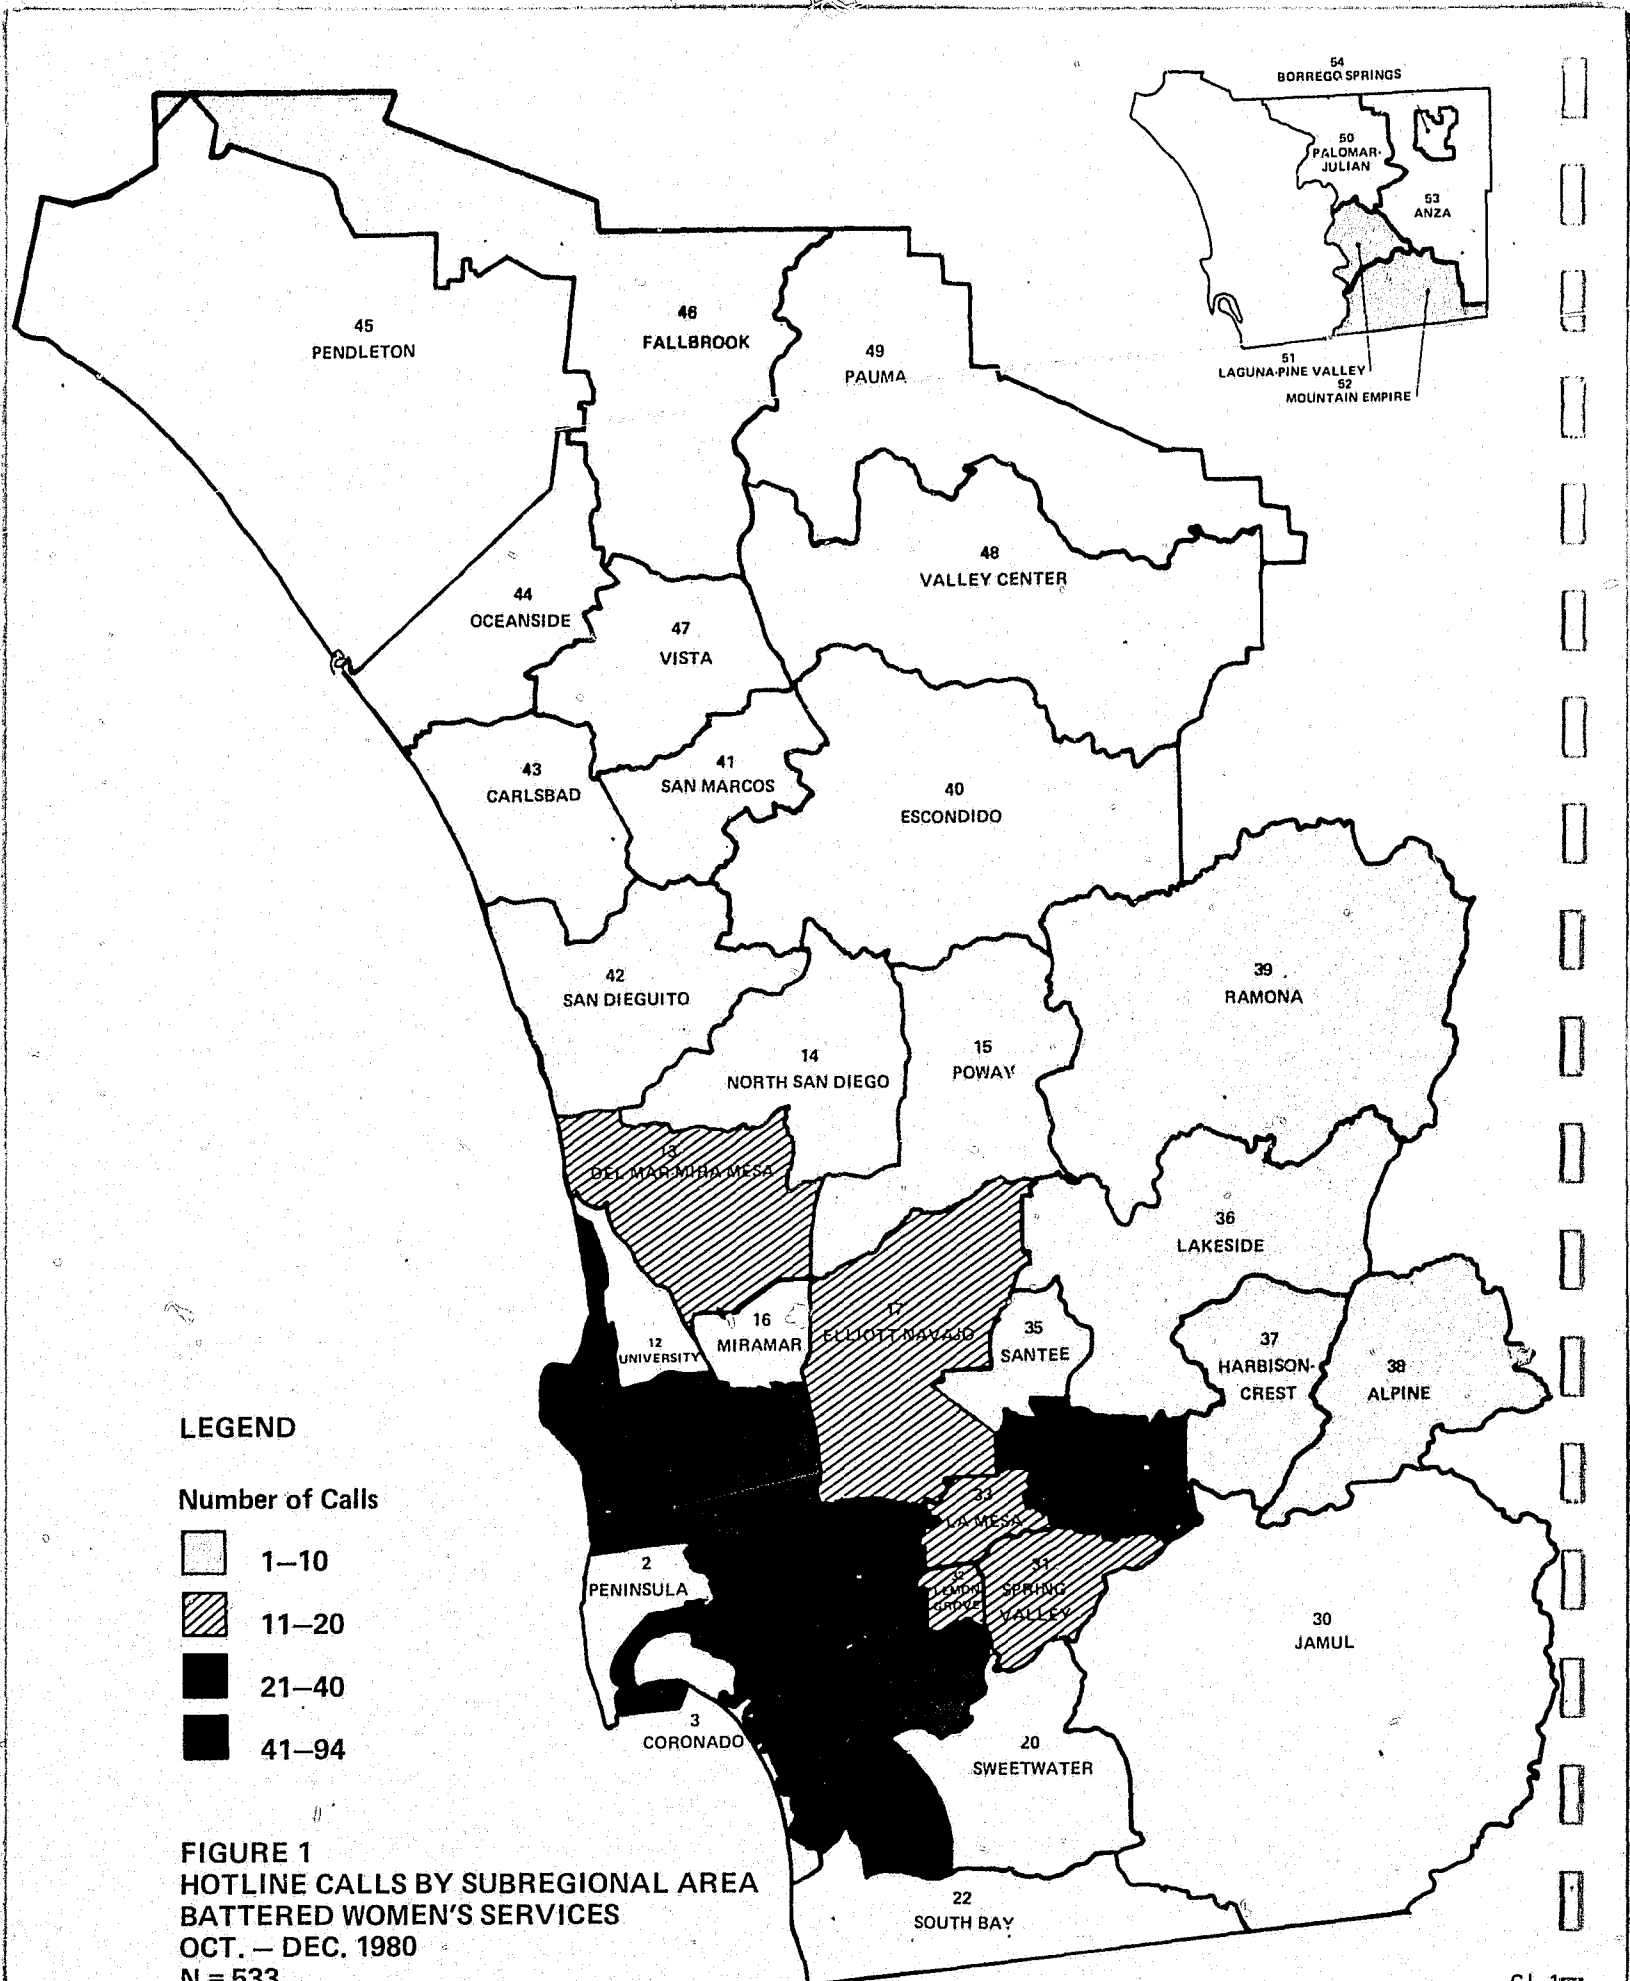 54
BORREGO SPRINGS
50
PALOMAR-
JULIAN
53
ANZA
51
LAGUNA-PINE VALLEY
52
MOUNTAIN EMPIRE
45
PENDLETON
46
FALLBROOK
49
PAUMA
48
VALLEY CENTER
44
OCEANSIDE
47
VISTA
43
CARLSBAD
41
SAN MARCOS
40
ESCONDIDO
42
SAN DIEGUITO
39
RAMONA
14
NORTH SAN DIEGO
15
POWAY
13
DEL MAR-MIRA MESA
36
LAKESIDE
12
UNIVERSITY
16
MIRAMAR
17
ELLIOTT-NAVAJO
35
SANTEE
37
HARBISON-
CREST
38
ALPINE
33
LA MESA
2
PENINSULA
32
LEMON
GROVE
31
SPRING
VALLEY
30
JAMUL
3
CORONADO
20
SWEETWATER
22
SOUTH BAY
LEGEND
Number of Calls
1—10
11—20
21—40
41—94
FIGURE 1
HOTLINE CALLS BY SUBREGIONAL AREA
BATTERED WOMEN'S SERVICES
OCT. — DEC. 1980
N = 533